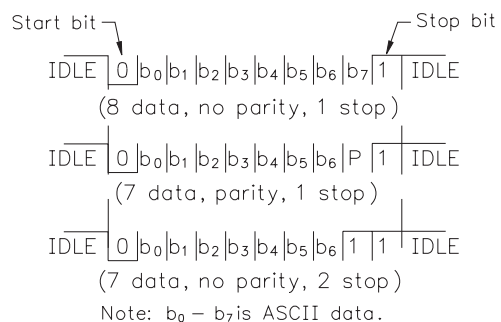 Start bit Stop bit
IDLE 0 b₀ b₁ b₂ b₃ b₄ b₅ b₆ b₇ 1 IDLE
(8 data, no parity, 1 stop)
IDLE 0 b₀ b₁ b₂ b₃ b₄ b₅ b₆ P 1 IDLE
(7 data, parity, 1 stop)
IDLE 0 b₀ b₁ b₂ b₃ b₄ b₅ b₆ 1 1 IDLE
(7 data, no parity, 2 stop)
Note: b₀ – b₇ is ASCII data.